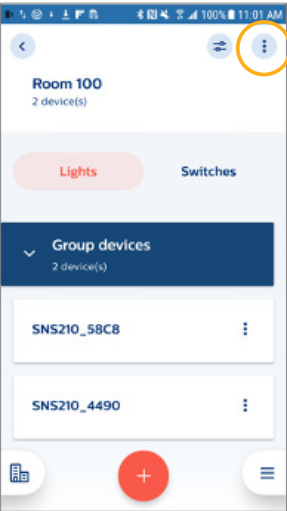 100% 11:01 AM
Room 100
2 device(s)
Lights Switches
Group devices
2 device(s)
SNS210_58C8
SNS210_4490